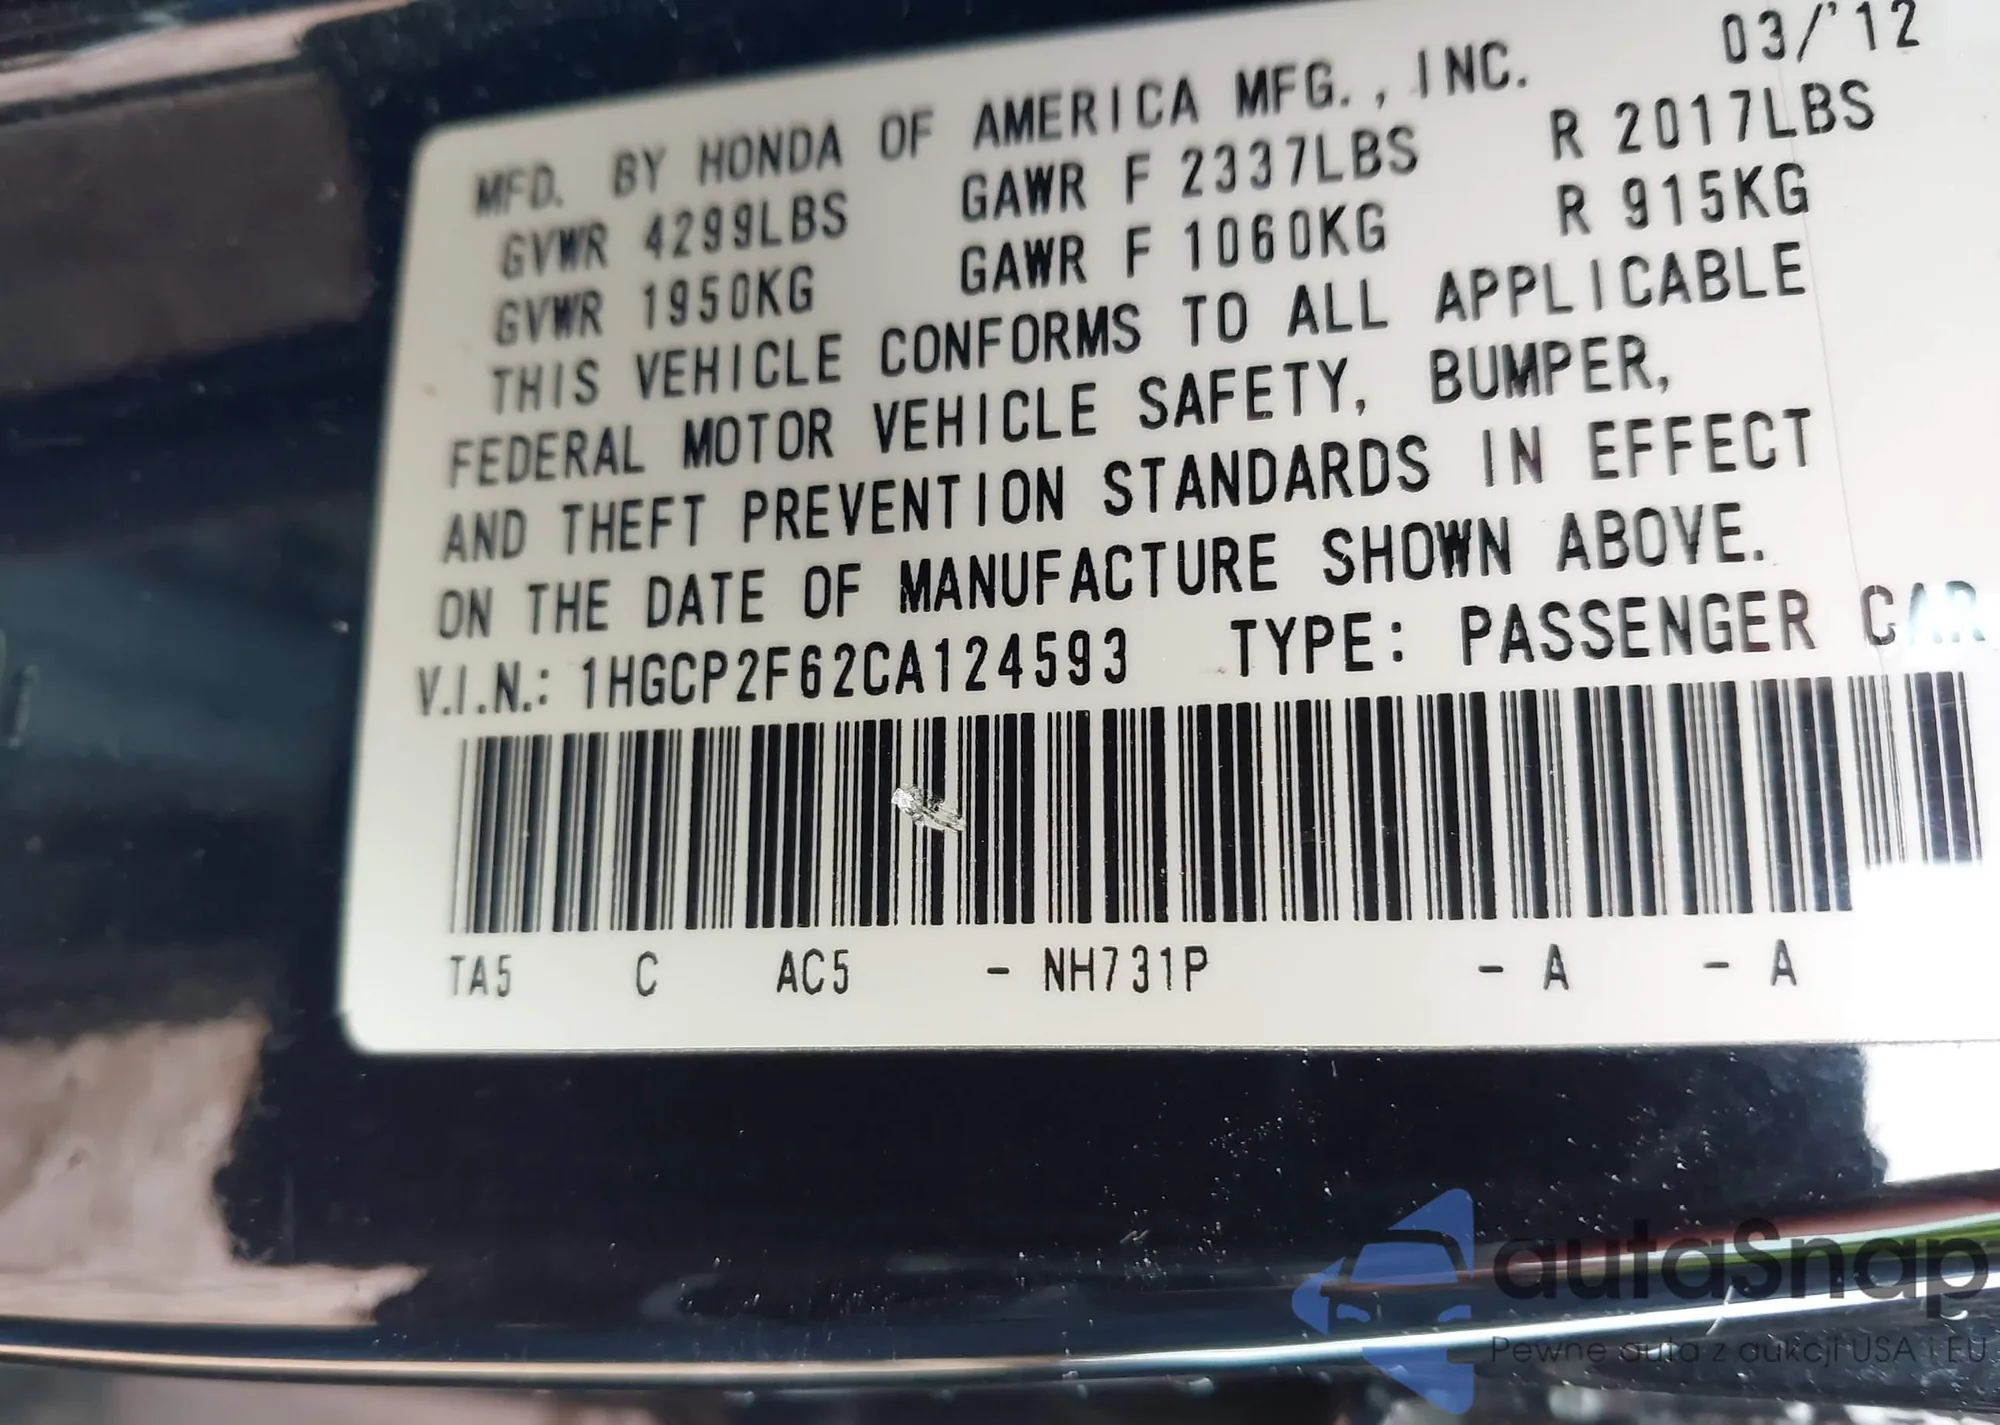 03/'12
MFD. BY HONDA OF AMERICA MFG., INC.
GVWR 4299LBS GAWR F 2337LBS R 2017LBS
GVWR 1950KG GAWR F 1060KG R 915KG
THIS VEHICLE CONFORMS TO ALL APPLICABLE
FEDERAL MOTOR VEHICLE SAFETY, BUMPER,
AND THEFT PREVENTION STANDARDS IN EFFECT
ON THE DATE OF MANUFACTURE SHOWN ABOVE.
V.I.N.: 1HGCP2F62CA124593 TYPE: PASSENGER CAR
TA5 C AC5 - NH731P - A - A
autaSnap
Pewne auta z aukcji USA i EU